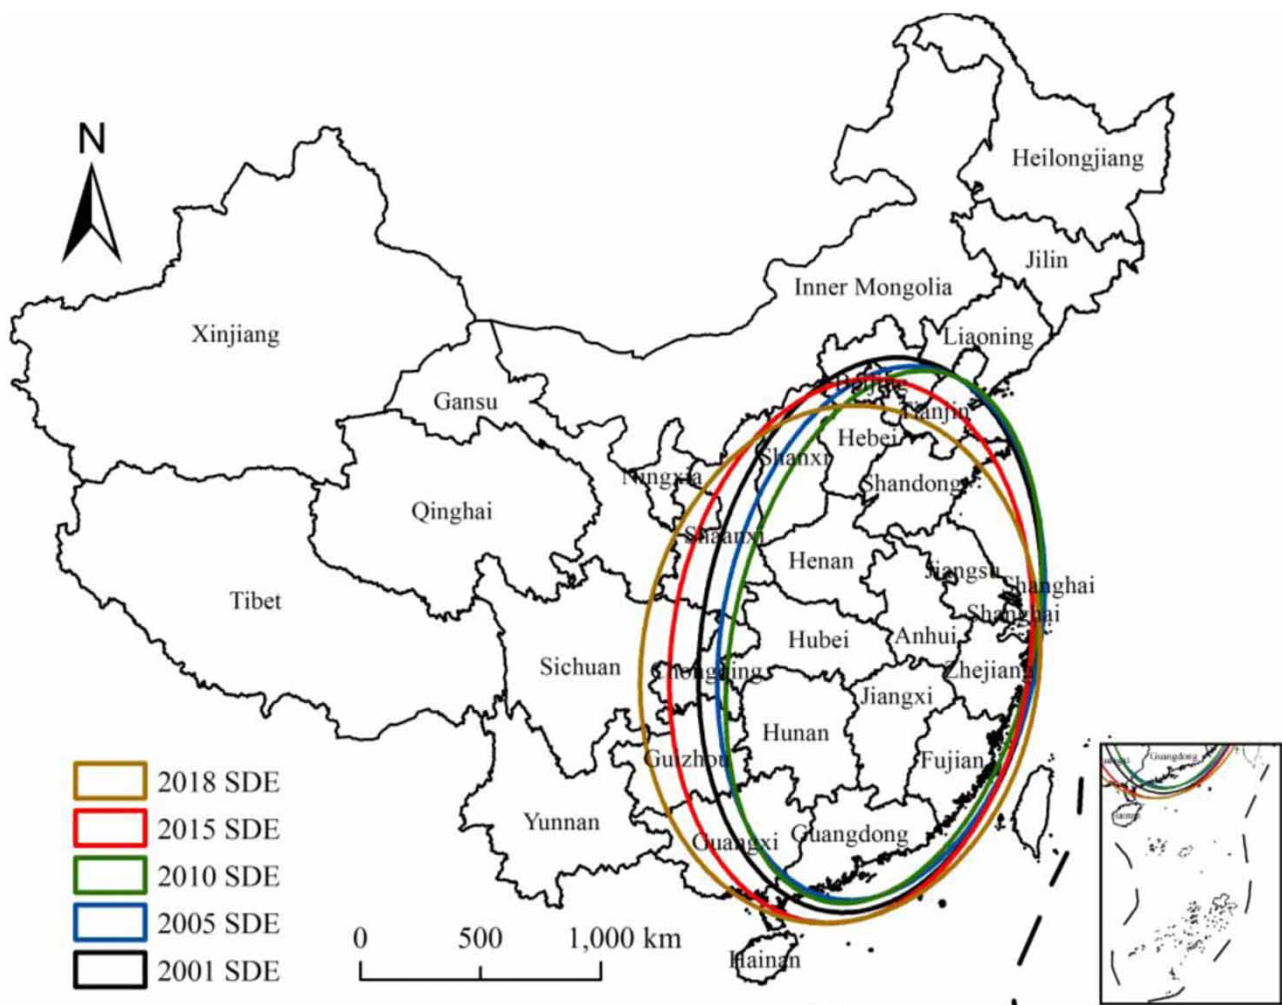 N
Heilongjiang
Jilin
Inner Mongolia
Liaoning
Xinjiang
Beijing
Gansu
Tianjin
Hebei
Shanxi
Ningxia
Shandong
Qinghai
Shaanxi
Henan
Jiangsu
Shanghai
Tibet
Shanghai
Hubei
Anhui
Sichuan
Chongqing
Zhejiang
Jiangxi
Hunan
Guizhou
Fujian
Guangdong
2018 SDE
2015 SDE
Yunnan
Guangxi
Guangdong
2010 SDE
2005 SDE
0 500 1,000 km
Hainan
2001 SDE